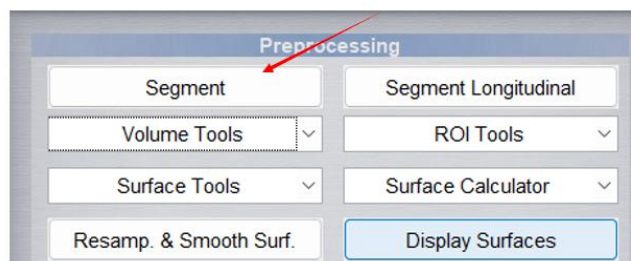 Preprocessing
Segment
Segment Longitudinal
Volume Tools
ROI Tools
Surface Tools
Surface Calculator
Resamp. & Smooth Surf.
Display Surfaces